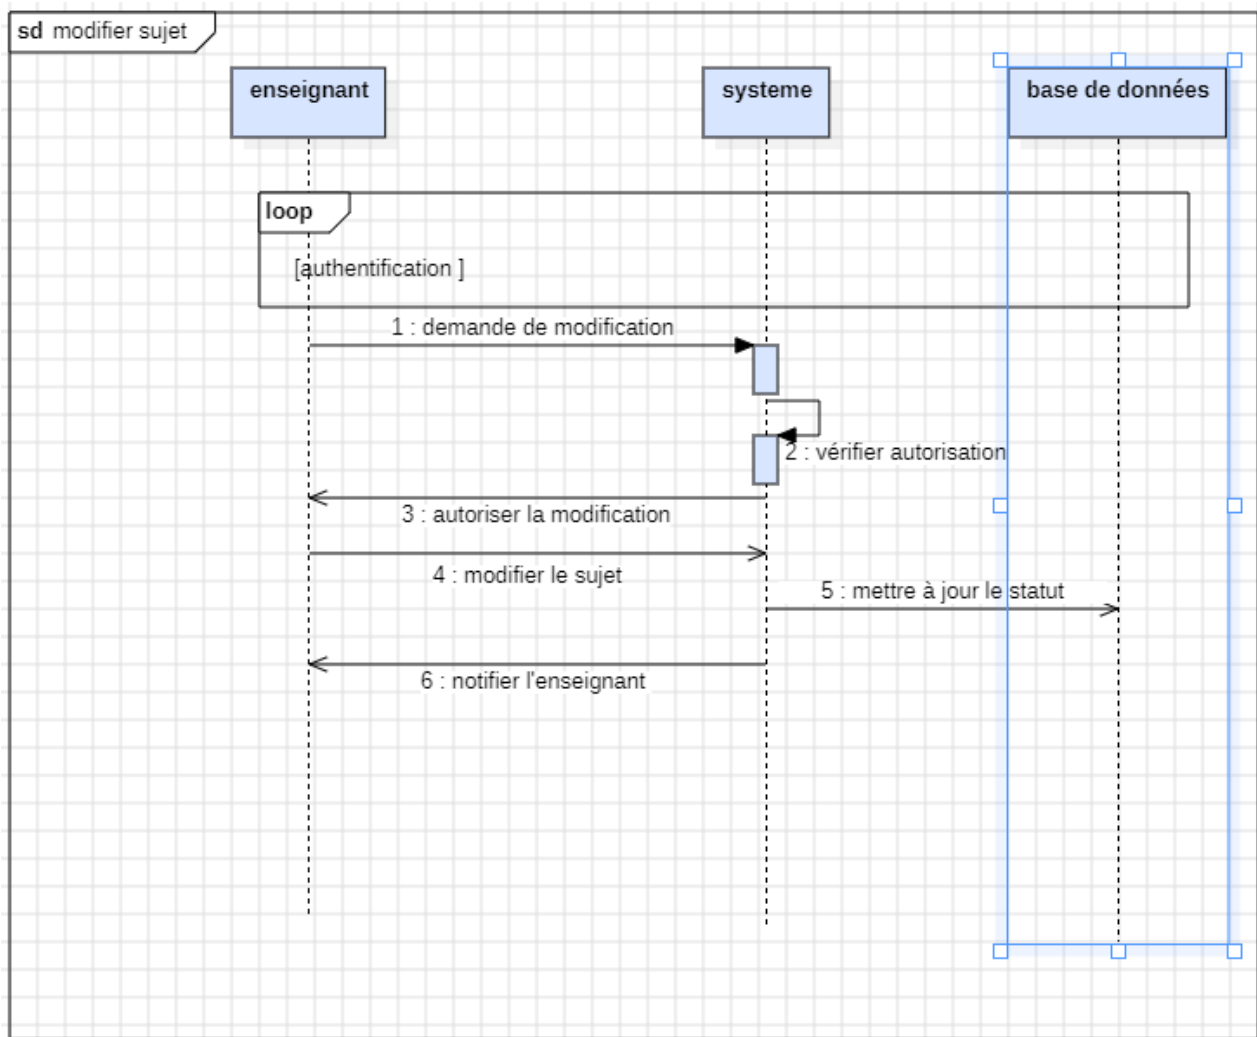 sd modifier sujet
enseignant
systeme
base de données
loop
[authentification ]
1 : demande de modification
2 : vérifier autorisation
3 : autoriser la modification
4 : modifier le sujet
5 : mettre à jour le statut
6 : notifier l'enseignant